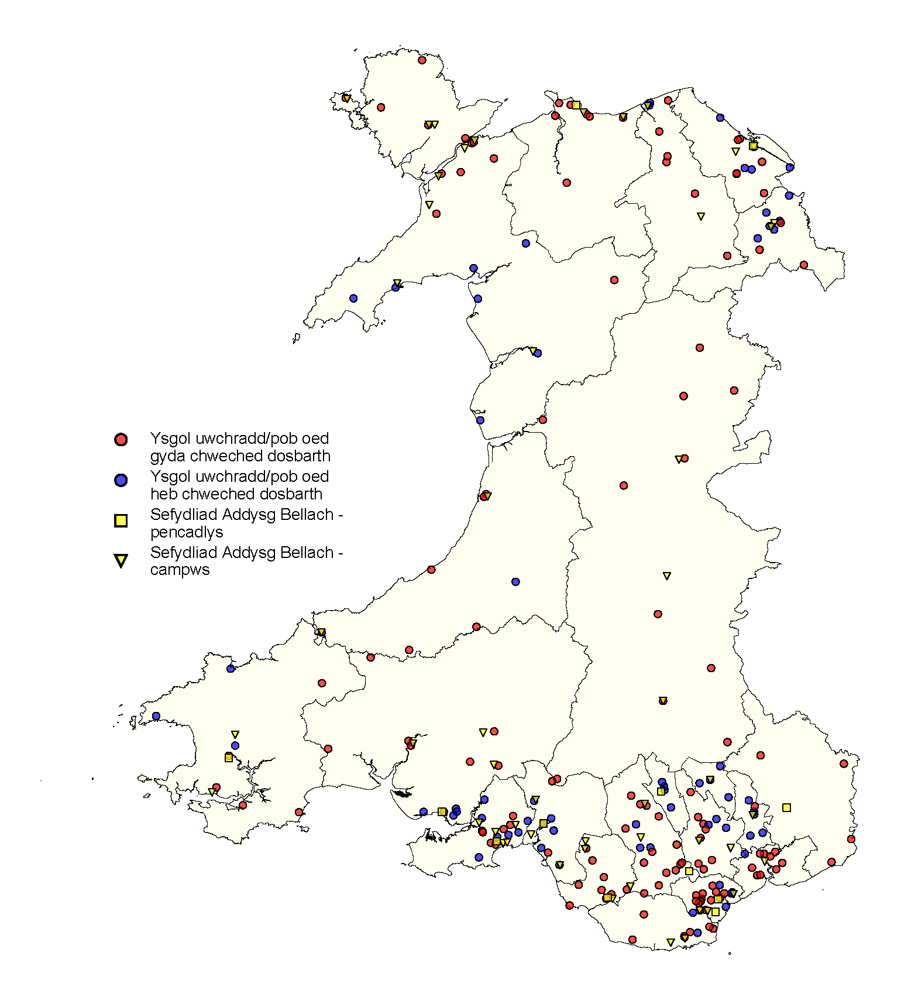 Ysgol uwchradd/pob oed
gyda chweched dosbarth
Ysgol uwchradd/pob oed
heb chweched dosbarth
Sefydliad Addysg Bellach -
pencadlys
Sefydliad Addysg Bellach -
campws